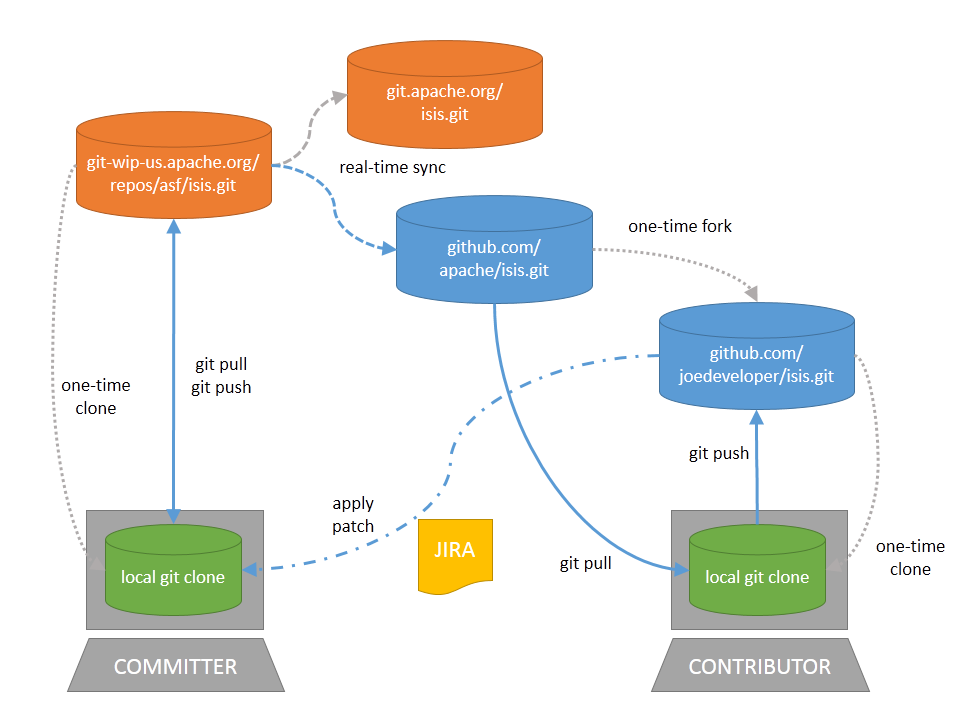 git.apache.org/
isis.git
git-wip-us.apache.org/
repos/asf/isis.git
real-time sync
github.com/
apache/isis.git
one-time fork
github.com/
joedeveloper/isis.git
git pull
git push
one-time
clone
git push
apply
patch
JIRA
git pull
one-time
clone
local git clone
local git clone
COMMITTER
CONTRIBUTOR